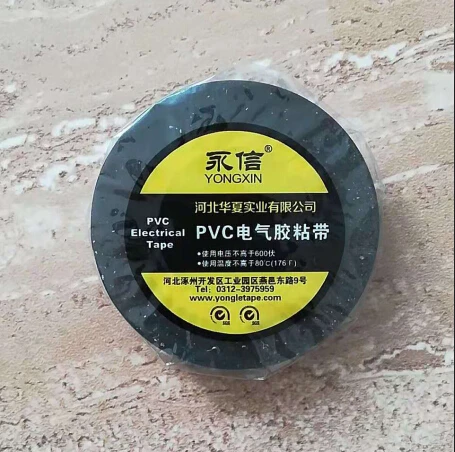 永信®
YONGXIN
河北华夏实业有限公司
PVC
Electrical
Tape
PVC电气胶粘带
●使用电压不高于600伏
●使用温度不高于80℃(176℉)
河北涿州开发区工业园区燕邑东路9号
Tel：0312-3975959
www.yongletape.com
SGS SGS